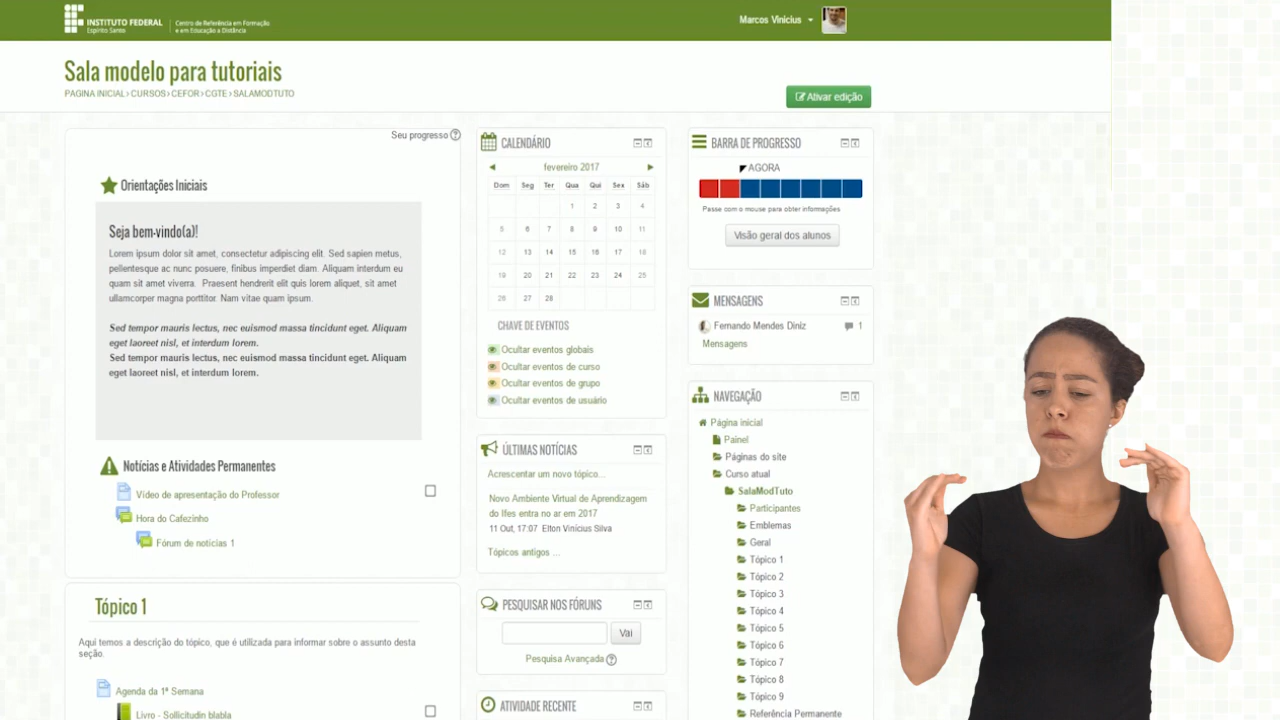 INSTITUTO FEDERAL
Espírito Santo
Centro de Referência em Formação
e em Educação a Distância
Marcos Vinicius
Sala modelo para tutoriais
PAGINA INICIAL › CURSOS › CEFOR › CGTE › SALAMODTUTO
Ativar edição
Seu progresso
Orientações Iniciais
Seja bem-vindo(a)!
Lorem ipsum dolor sit amet, consectetur adipiscing elit. Sed sapien metus,
pellentesque ac nunc posuere, finibus imperdiet diam. Aliquam interdum eu
quam sit amet viverra. Praesent hendrerit elit quis lorem aliquet, sit amet
ullamcorper magna porttitor. Nam vitae quam ipsum.
Sed tempor mauris lectus, nec euismod massa tincidunt eget. Aliquam
eget laoreet nisl, et interdum lorem.
Sed tempor mauris lectus, nec euismod massa tincidunt eget. Aliquam
eget laoreet nisl, et interdum lorem.
Notícias e Atividades Permanentes
Vídeo de apresentação do Professor
Hora do Cafezinho
Fórum de notícias 1
Tópico 1
Aqui temos a descrição do tópico, que é utilizada para informar sobre o assunto desta
seção.
Agenda da 1ª Semana
Livro - Sollicitudin blabla
CALENDÁRIO
fevereiro 2017
Dom Seg Ter Qua Qui Sex Sáb
1 2 3 4
5 6 7 8 9 10 11
12 13 14 15 16 17 18
19 20 21 22 23 24 25
26 27 28
CHAVE DE EVENTOS
Ocultar eventos globais
Ocultar eventos de curso
Ocultar eventos de grupo
Ocultar eventos de usuário
ÚLTIMAS NOTÍCIAS
Acrescentar um novo tópico...
Novo Ambiente Virtual de Aprendizagem
do Ifes entra no ar em 2017
11 Out, 17:07 Elton Vinícius Silva
Tópicos antigos ...
PESQUISAR NOS FÓRUNS
Vai
Pesquisa Avançada
ATIVIDADE RECENTE
BARRA DE PROGRESSO
AGORA
Passe com o mouse para obter informações
Visão geral dos alunos
MENSAGENS
Fernando Mendes Diniz 1
Mensagens
NAVEGAÇÃO
Página inicial
Painel
Páginas do site
Curso atual
SalaModTuto
Participantes
Emblemas
Geral
Tópico 1
Tópico 2
Tópico 3
Tópico 4
Tópico 5
Tópico 6
Tópico 7
Tópico 8
Tópico 9
Referência Permanente